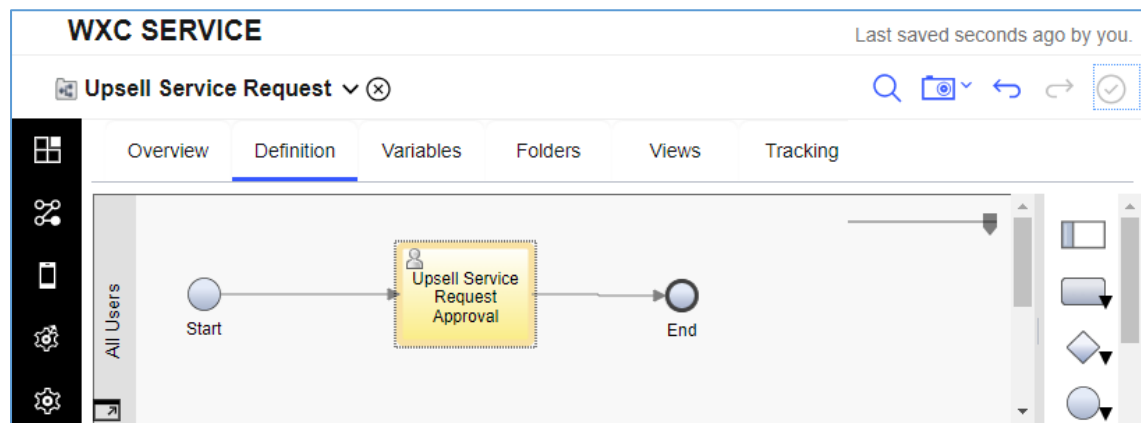 WXC SERVICE
Last saved seconds ago by you.
Upsell Service Request
Overview
Definition
Variables
Folders
Views
Tracking
All Users
Start
Upsell Service
Request
Approval
End